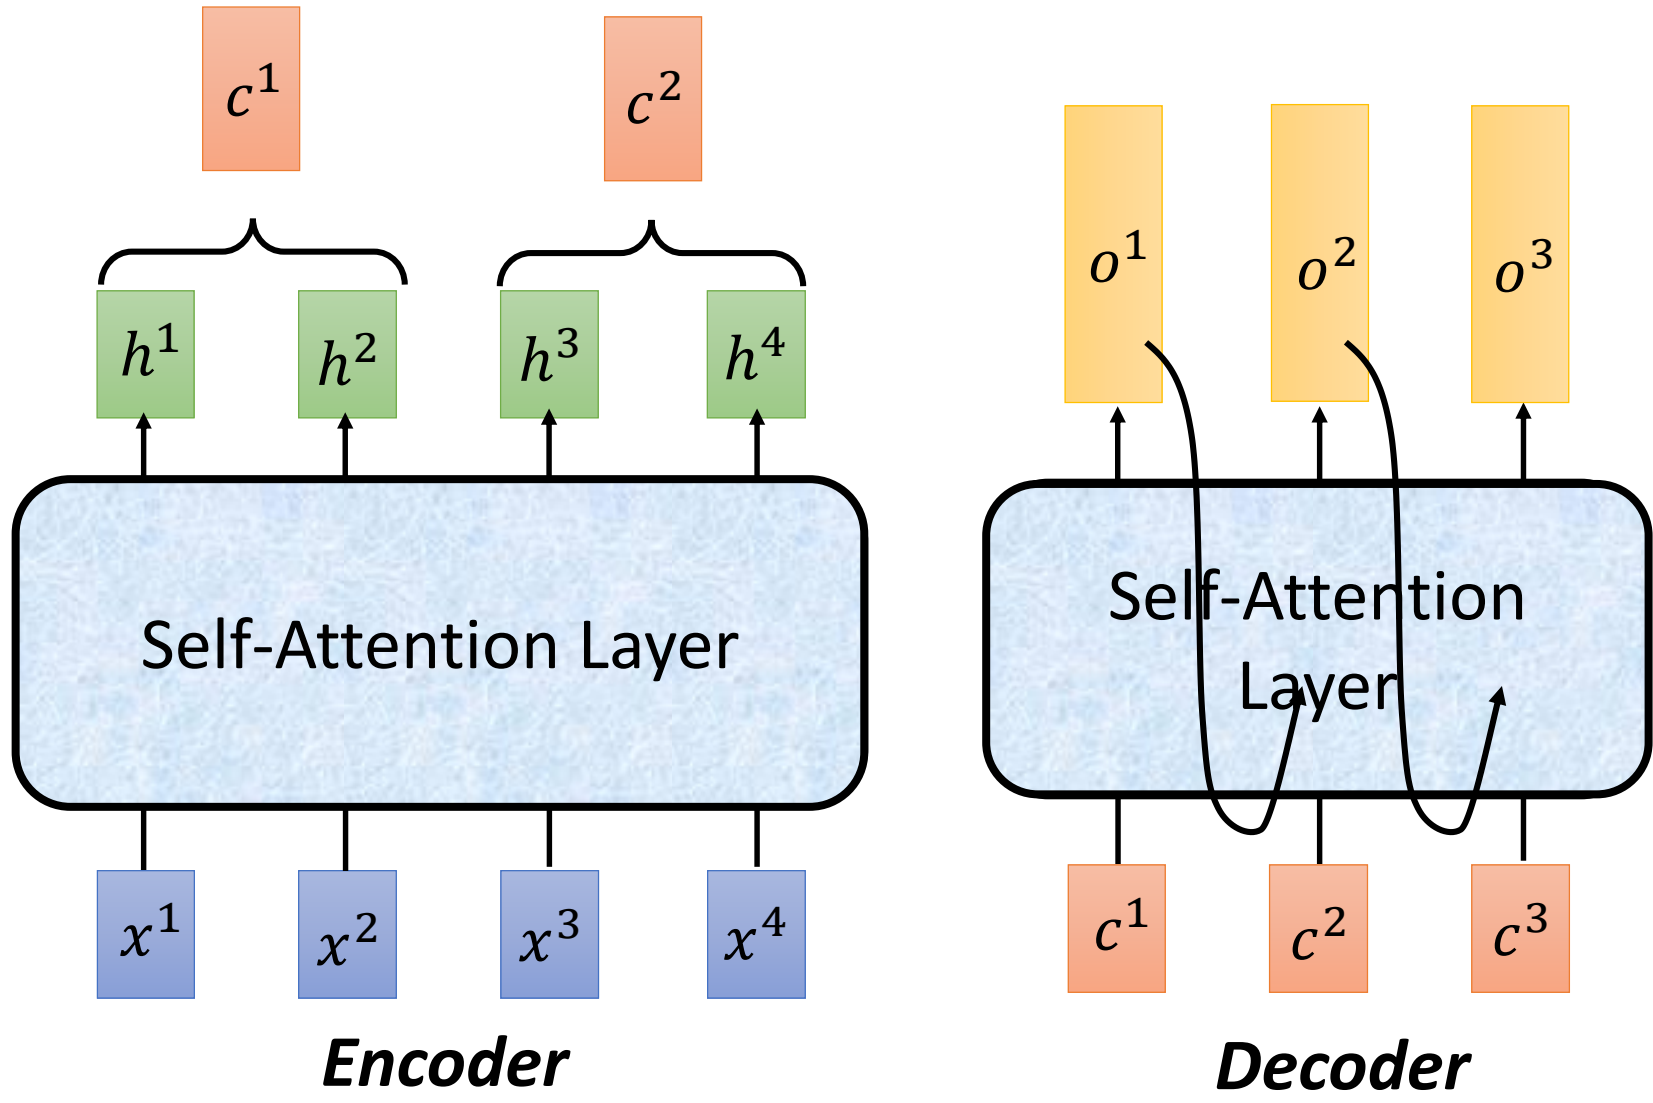 c¹
c²
h¹
h²
h³
h⁴
Self-Attention Layer
x¹
x²
x³
x⁴
Encoder
o¹
o²
o³
Self-Attention
Layer
c¹
c²
c³
Decoder